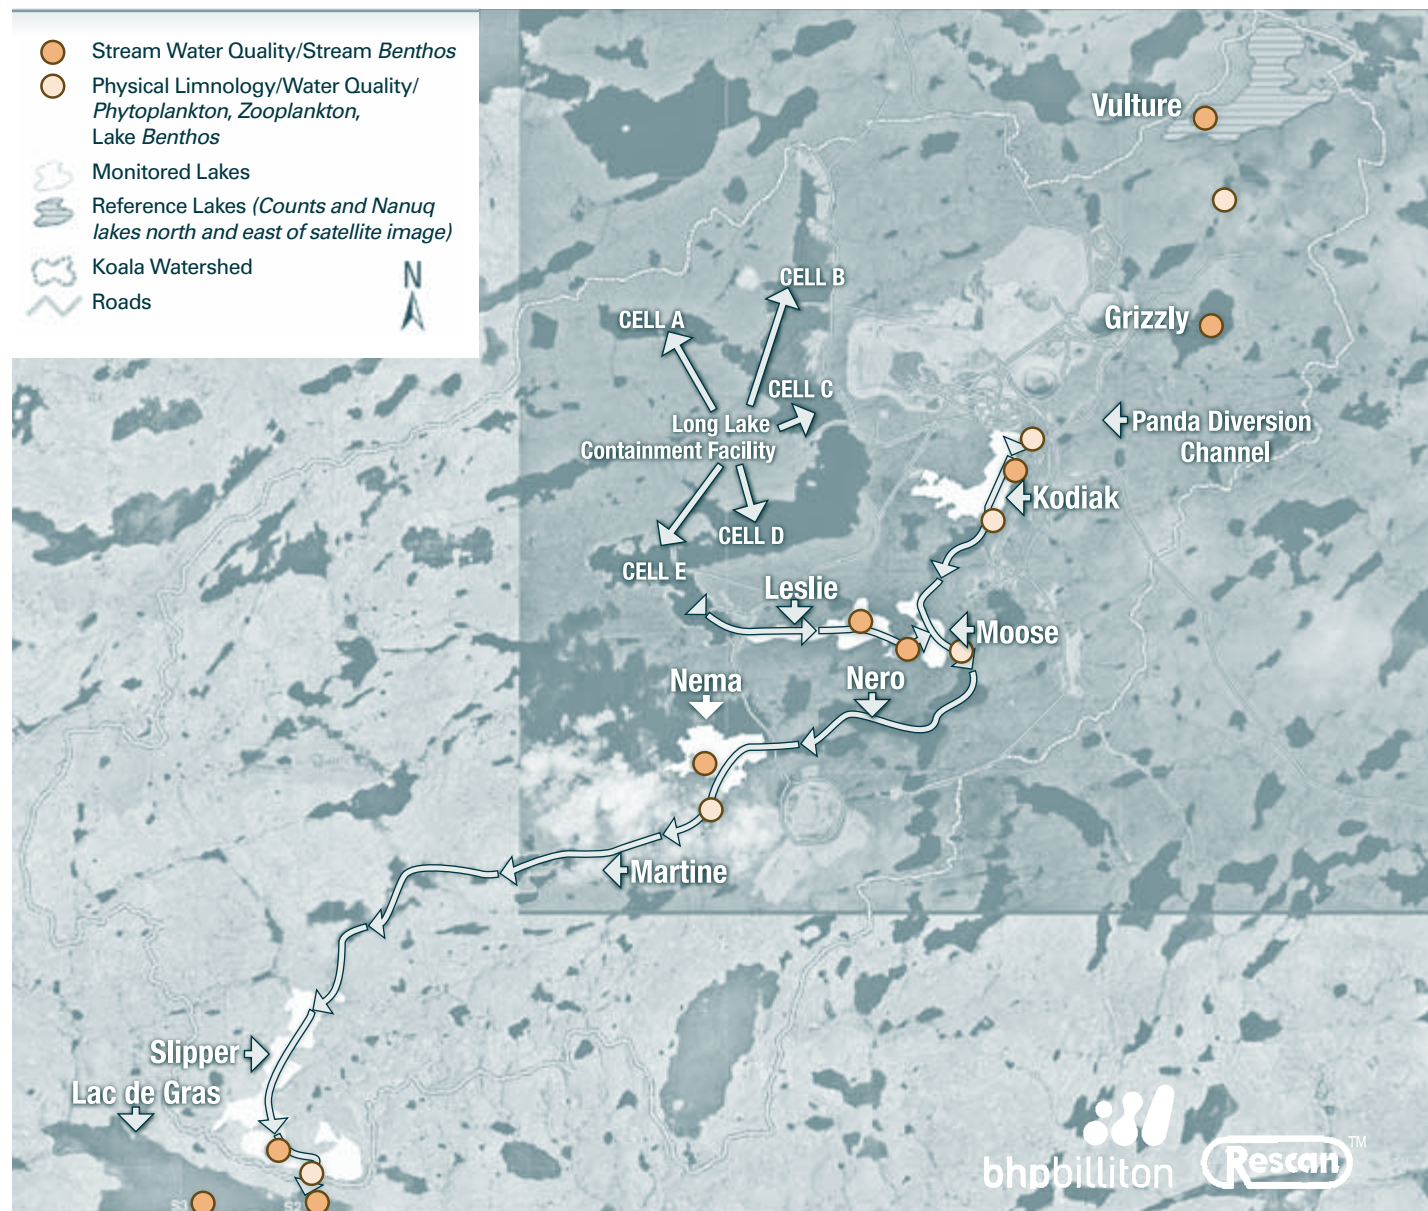 Stream Water Quality/Stream Benthos
Physical Limnology/Water Quality/
Phytoplankton, Zooplankton,
Lake Benthos
Monitored Lakes
Reference Lakes (Counts and Nanuq
lakes north and east of satellite image)
Koala Watershed
Roads
N
Vulture
CELL B
CELL A
Grizzly
CELL C
Long Lake
Containment Facility
Panda Diversion
Channel
Kodiak
CELL D
CELL E
Leslie
Moose
Nema
Nero
Martine
Slipper
Lac de Gras
bhpbilliton
Rescan
TM
S3
S2